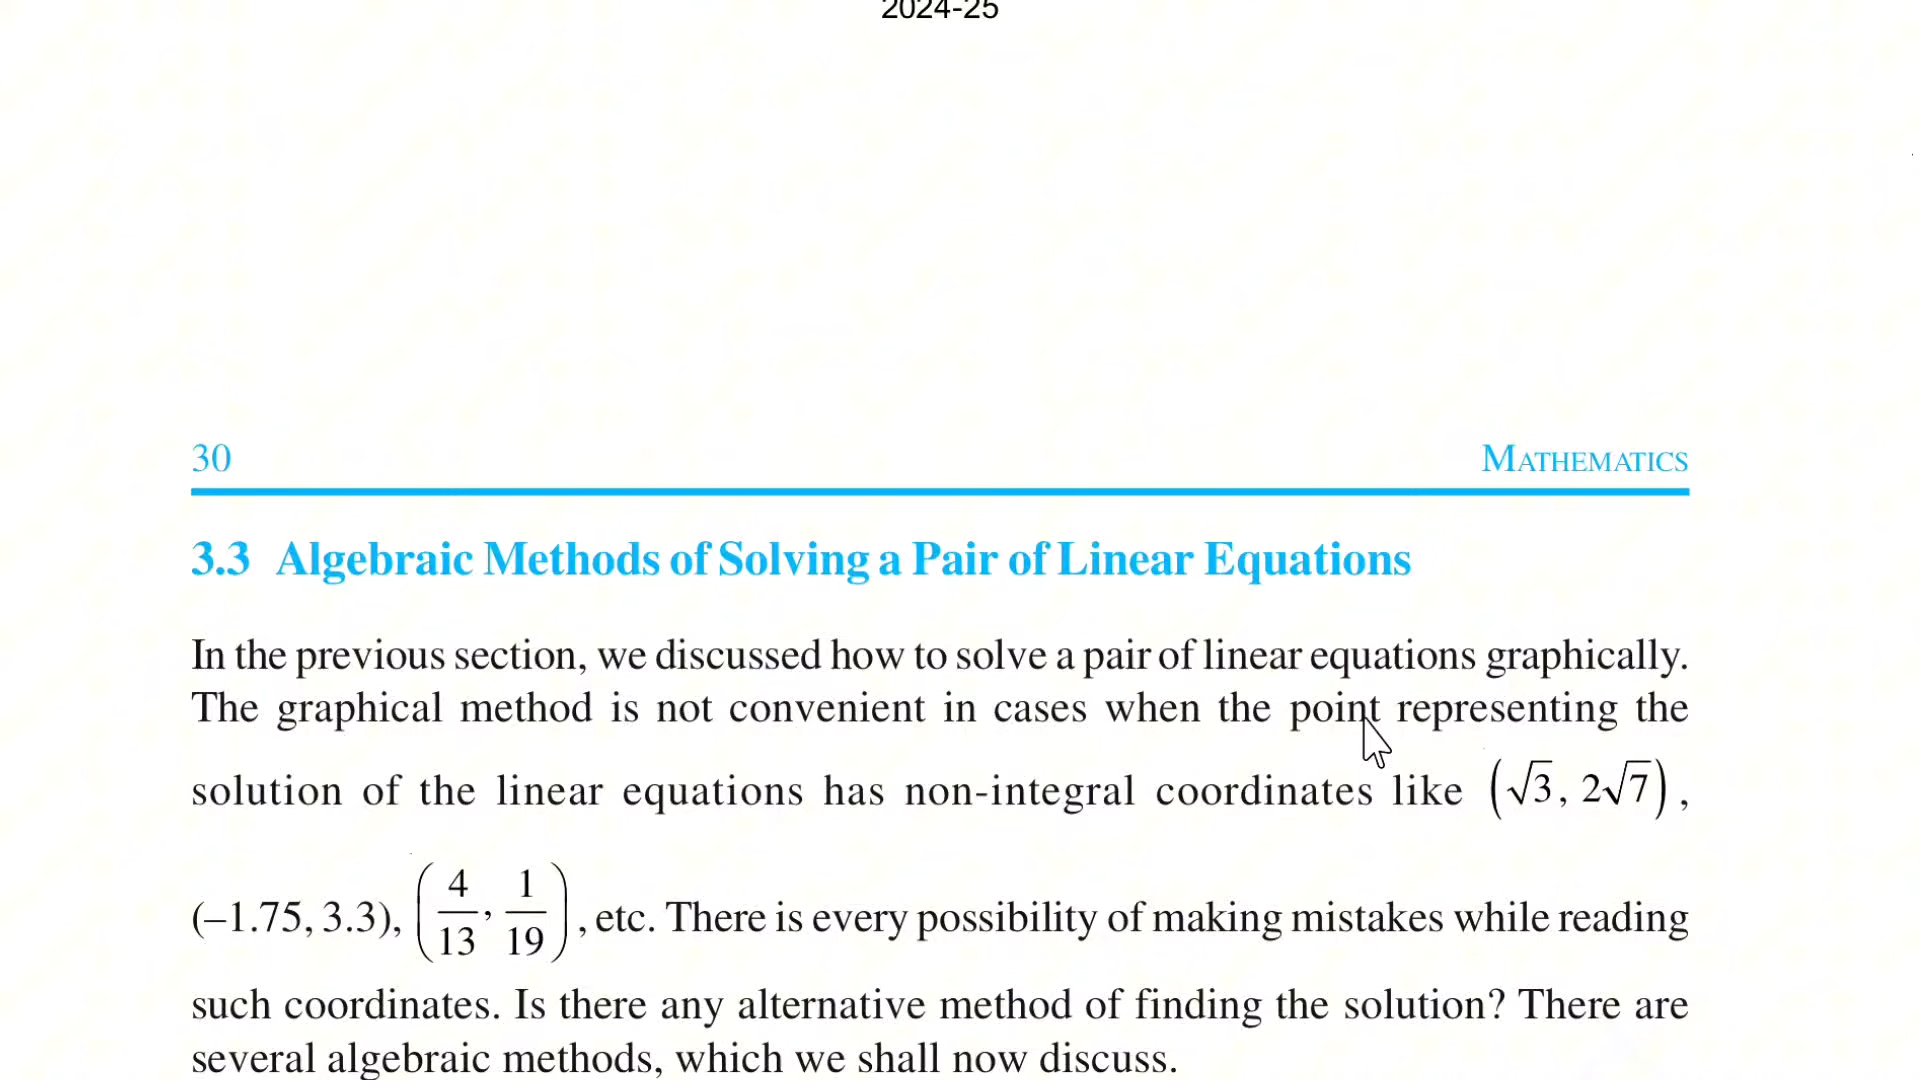 2024-25
30 MATHEMATICS
3.3 Algebraic Methods of Solving a Pair of Linear Equations
In the previous section, we discussed how to solve a pair of linear equations graphically.
The graphical method is not convenient in cases when the point representing the
solution of the linear equations has non-integral coordinates like (√3, 2√7),
(–1.75, 3.3), (4/13, 1/19), etc. There is every possibility of making mistakes while reading
such coordinates. Is there any alternative method of finding the solution? There are
several algebraic methods, which we shall now discuss.